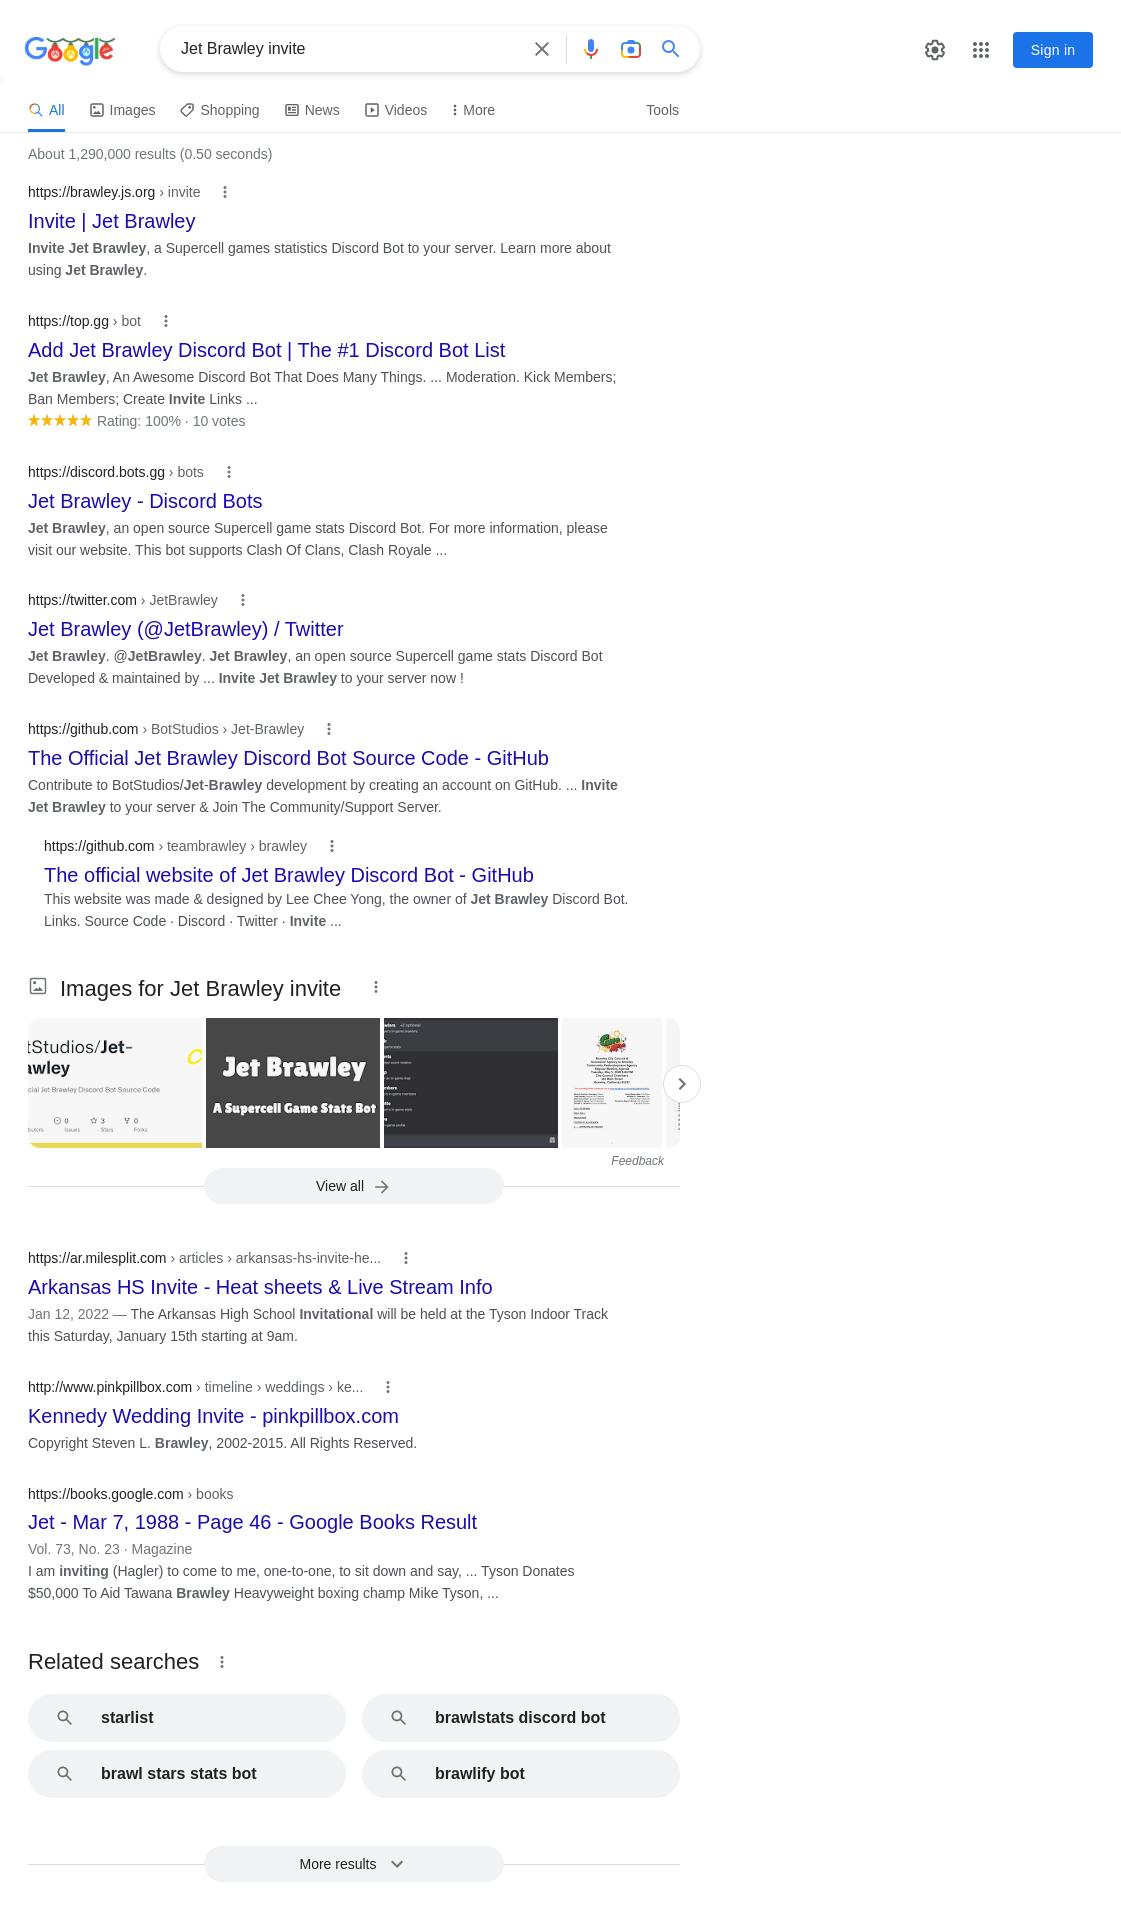 Google
Jet Brawley invite
Sign in
All
Images
Shopping
News
Videos
More
Tools
About 1,290,000 results (0.50 seconds)
https://brawley.js.org › invite
Invite | Jet Brawley
Invite Jet Brawley, a Supercell games statistics Discord Bot to your server. Learn more about
using Jet Brawley.
https://top.gg › bot
Add Jet Brawley Discord Bot | The #1 Discord Bot List
Jet Brawley, An Awesome Discord Bot That Does Many Things. ... Moderation. Kick Members;
Ban Members; Create Invite Links ...
Rating: 100% · 10 votes
https://discord.bots.gg › bots
Jet Brawley - Discord Bots
Jet Brawley, an open source Supercell game stats Discord Bot. For more information, please
visit our website. This bot supports Clash Of Clans, Clash Royale ...
https://twitter.com › JetBrawley
Jet Brawley (@JetBrawley) / Twitter
Jet Brawley. @JetBrawley. Jet Brawley, an open source Supercell game stats Discord Bot
Developed & maintained by ... Invite Jet Brawley to your server now !
https://github.com › BotStudios › Jet-Brawley
The Official Jet Brawley Discord Bot Source Code - GitHub
Contribute to BotStudios/Jet-Brawley development by creating an account on GitHub. ... Invite
Jet Brawley to your server & Join The Community/Support Server.
https://github.com › teambrawley › brawley
The official website of Jet Brawley Discord Bot - GitHub
This website was made & designed by Lee Chee Yong, the owner of Jet Brawley Discord Bot.
Links. Source Code · Discord · Twitter · Invite ...
Images for Jet Brawley invite
tStudios/Jet-
awley
cial Jet Brawley Discord Bot Source Code
0
3
0
Issues
Stars
Forks
Jet Brawley
A Supercell Game Stats Bot
Feedback
View all
https://ar.milesplit.com › articles › arkansas-hs-invite-he...
Arkansas HS Invite - Heat sheets & Live Stream Info
Jan 12, 2022 — The Arkansas High School Invitational will be held at the Tyson Indoor Track
this Saturday, January 15th starting at 9am.
http://www.pinkpillbox.com › timeline › weddings › ke...
Kennedy Wedding Invite - pinkpillbox.com
Copyright Steven L. Brawley, 2002-2015. All Rights Reserved.
https://books.google.com › books
Jet - Mar 7, 1988 - Page 46 - Google Books Result
Vol. 73, No. 23 · Magazine
I am inviting (Hagler) to come to me, one-to-one, to sit down and say, ... Tyson Donates
$50,000 To Aid Tawana Brawley Heavyweight boxing champ Mike Tyson, ...
Related searches
starlist
brawlstats discord bot
brawl stars stats bot
brawlify bot
More results